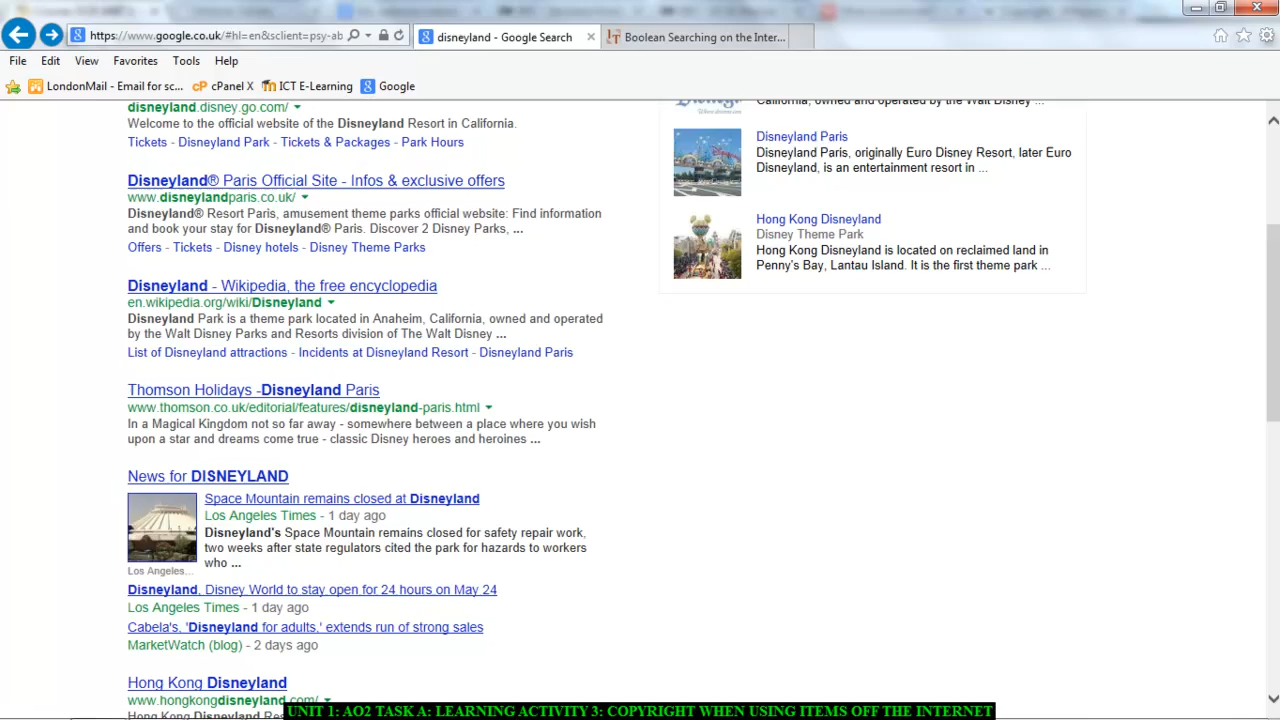 https://www.google.co.uk/#hl=en&sclient=psy-ab
disneyland - Google Search
Boolean Searching on the Inter...
File Edit View Favorites Tools Help
LondonMail - Email for sc...
cPanel X
ICT E-Learning
Google
disneyland.disney.go.com/
Welcome to the official website of the Disneyland Resort in California.
Tickets - Disneyland Park - Tickets & Packages - Park Hours
Disneyland® Paris Official Site - Infos & exclusive offers
www.disneylandparis.co.uk/
Disneyland® Resort Paris, amusement theme parks official website: Find information
and book your stay for Disneyland® Paris. Discover 2 Disney Parks, ...
Offers - Tickets - Disney hotels - Disney Theme Parks
Disneyland - Wikipedia, the free encyclopedia
en.wikipedia.org/wiki/Disneyland
Disneyland Park is a theme park located in Anaheim, California, owned and operated
by the Walt Disney Parks and Resorts division of The Walt Disney ...
List of Disneyland attractions - Incidents at Disneyland Resort - Disneyland Paris
Thomson Holidays -Disneyland Paris
www.thomson.co.uk/editorial/features/disneyland-paris.html
In a Magical Kingdom not so far away - somewhere between a place where you wish
upon a star and dreams come true - classic Disney heroes and heroines ...
News for DISNEYLAND
Space Mountain remains closed at Disneyland
Los Angeles Times - 1 day ago
Disneyland's Space Mountain remains closed for safety repair work,
two weeks after state regulators cited the park for hazards to workers
who ...
Los Angeles...
Disneyland, Disney World to stay open for 24 hours on May 24
Los Angeles Times - 1 day ago
Cabela's, 'Disneyland for adults,' extends run of strong sales
MarketWatch (blog) - 2 days ago
Hong Kong Disneyland
www.hongkongdisneyland.com/
California, owned and operated by the Walt Disney ...
Disneyland Paris
Disneyland Paris, originally Euro Disney Resort, later Euro
Disneyland, is an entertainment resort in ...
Hong Kong Disneyland
Disney Theme Park
Hong Kong Disneyland is located on reclaimed land in
Penny's Bay, Lantau Island. It is the first theme park ...
UNIT 1: AO2 TASK A: LEARNING ACTIVITY 3: COPYRIGHT WHEN USING ITEMS OFF THE INTERNET